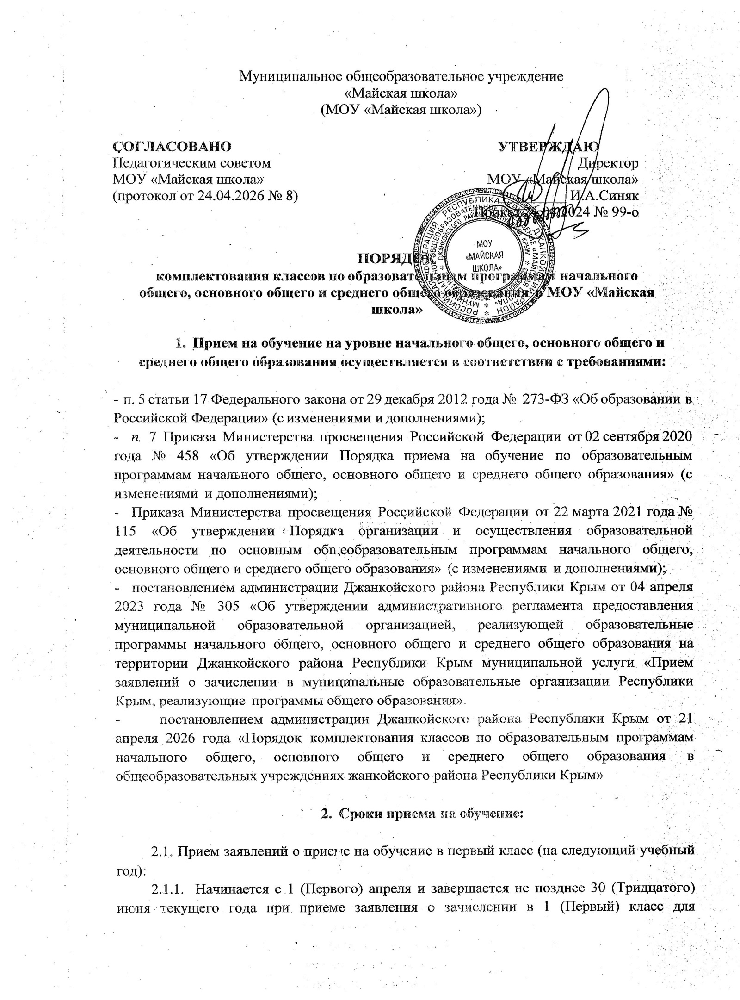 Муниципальное общеобразовательное учреждение
«Майская школа»
(МОУ «Майская школа»)
СОГЛАСОВАНО
Педагогическим советом
МОУ «Майская школа»
(протокол от 24.04.2026 № 8)
УТВЕРЖДАЮ
Директор
МОУ «Майская школа»
И.А.Синяк
Приказ 2024 № 99-о
МОУ
«МАЙСКАЯ
ШКОЛА»
ПОРЯДОК
комплектования классов по образовательным программам начального
общего, основного общего и среднего общего образования в МОУ «Майская
школа»
1. Прием на обучение на уровне начального общего, основного общего и
среднего общего образования осуществляется в соответствии с требованиями:
- п. 5 статьи 17 Федерального закона от 29 декабря 2012 года № 273-ФЗ «Об образовании в
Российской Федерации» (с изменениями и дополнениями);
- п. 7 Приказа Министерства просвещения Российской Федерации от 02 сентября 2020
года № 458 «Об утверждении Порядка приема на обучение по образовательным
программам начального общего, основного общего и среднего общего образования» (с
изменениями и дополнениями);
- Приказа Министерства просвещения Российской Федерации от 22 марта 2021 года №
115 «Об утверждении Порядка организации и осуществления образовательной
деятельности по основным общеобразовательным программам начального общего,
основного общего и среднего общего образования» (с изменениями и дополнениями);
- постановлением администрации Джанкойского района Республики Крым от 04 апреля
2023 года № 305 «Об утверждении административного регламента предоставления
муниципальной образовательной организацией, реализующей образовательные
программы начального общего, основного общего и среднего общего образования на
территории Джанкойского района Республики Крым муниципальной услуги «Прием
заявлений о зачислении в муниципальные образовательные организации Республики
Крым, реализующие программы общего образования».
- постановлением администрации Джанкойского района Республики Крым от 21
апреля 2026 года «Порядок комплектования классов по образовательным программам
начального общего, основного общего и среднего общего образования в
общеобразовательных учреждениях жанкойского района Республики Крым»
2. Сроки приема на обучение:
2.1. Прием заявлений о приеме на обучение в первый класс (на следующий учебный
год):
2.1.1. Начинается с 1 (Первого) апреля и завершается не позднее 30 (Тридцатого)
июня текущего года при приеме заявления о зачислении в 1 (Первый) класс для